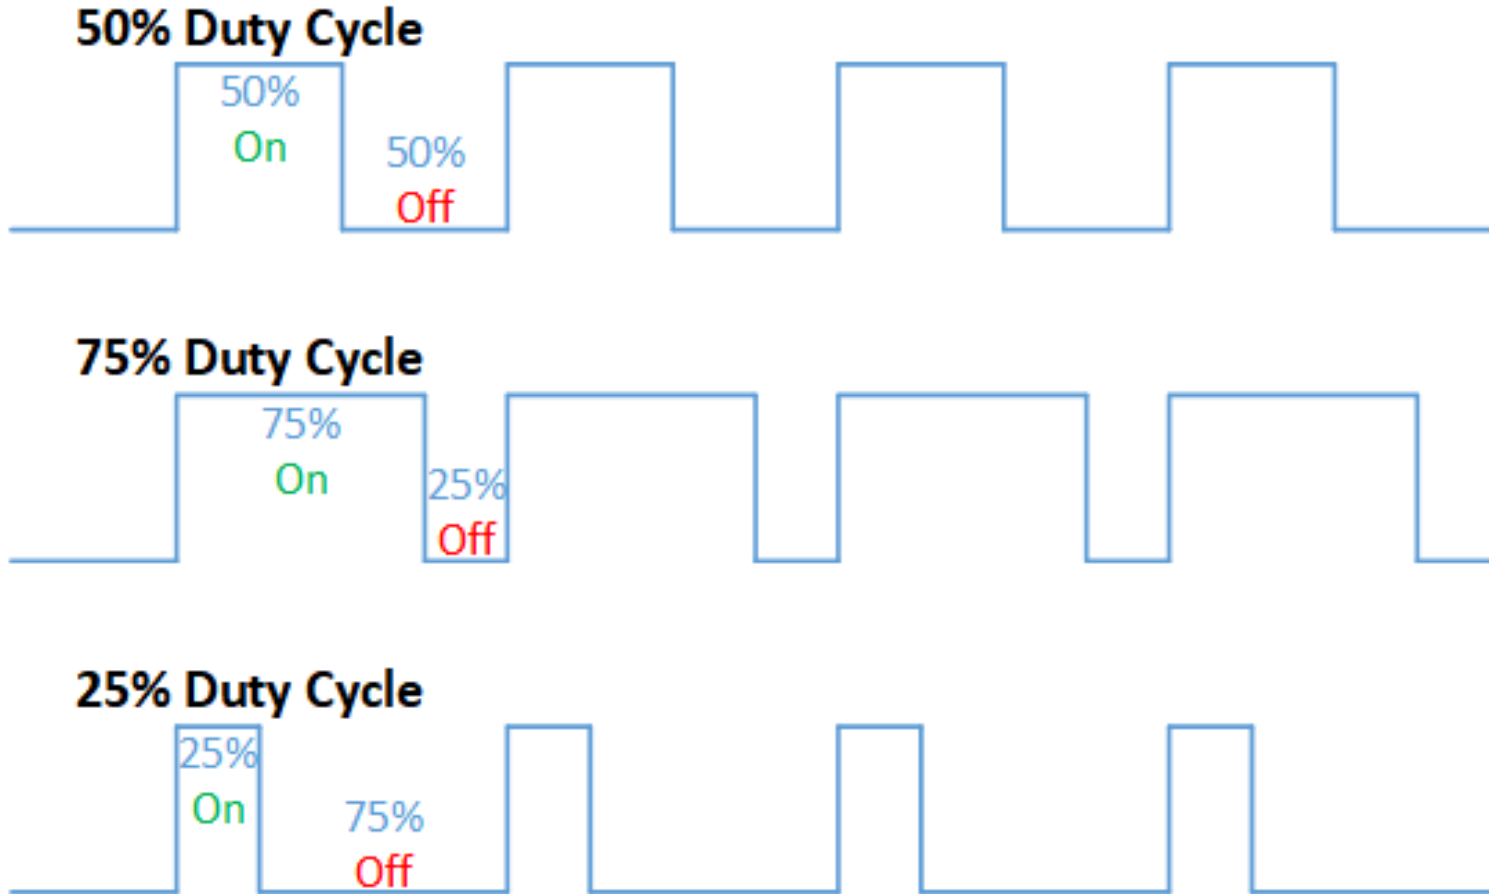 50% Duty Cycle
50%
On
50%
Off
75% Duty Cycle
75%
On
25%
Off
25% Duty Cycle
25%
On
75%
Off